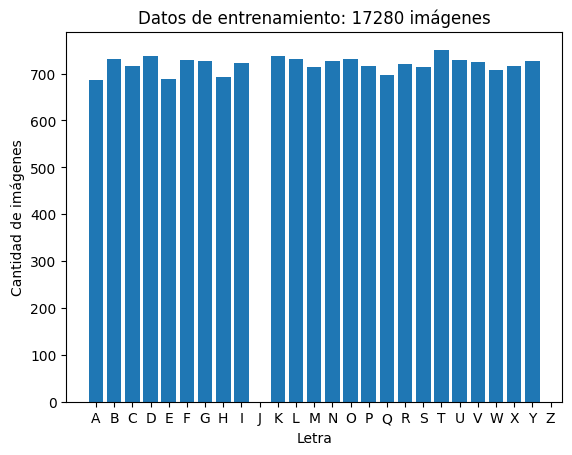 Datos de entrenamiento: 17280 imágenes
Cantidad de imágenes
700
600
500
400
300
200
100
0
A B C D E F G H I J K L M N O P Q R S T U V W X Y Z
Letra